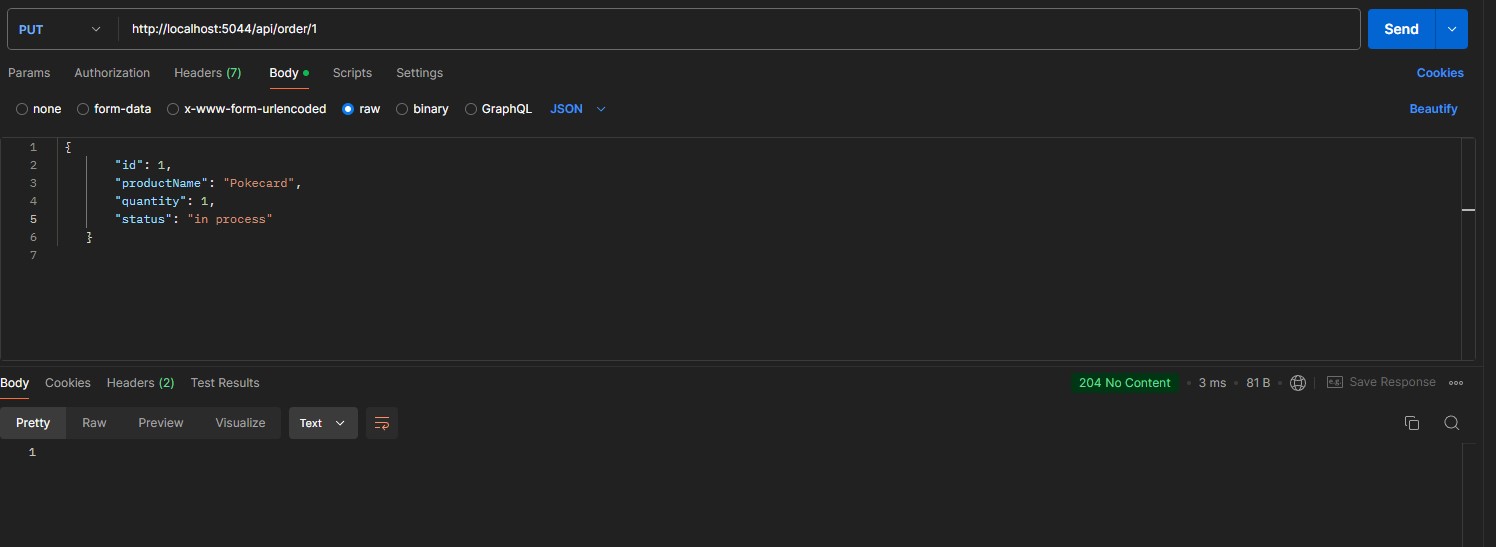 PUT http://localhost:5044/api/order/1 Send
Params Authorization Headers (7) Body Scripts Settings Cookies
none form-data x-www-form-urlencoded raw binary GraphQL JSON Beautify
1 {
2 "id": 1,
3 "productName": "Pokecard",
4 "quantity": 1,
5 "status": "in process"
6 }
7
Body Cookies Headers (2) Test Results 204 No Content • 3 ms • 81 B • e.g. Save Response
Pretty Raw Preview Visualize Text
1